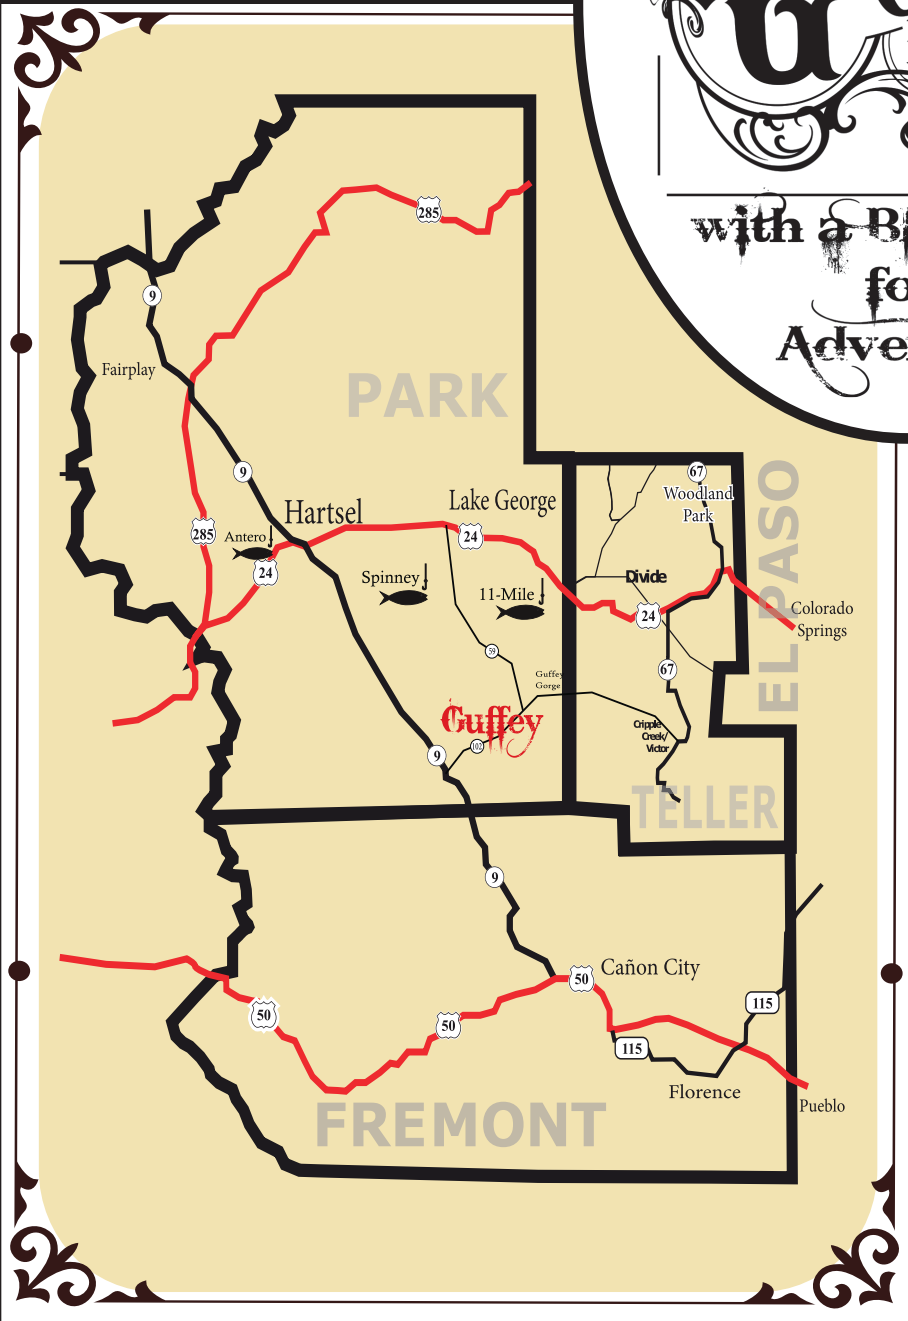 with a B
fo
Adve
285
9
Fairplay
PARK
9
67
Woodland
Park
EL PASO
Hartsel
Lake George
285
Antero
24
24
Spinney
11-Mile
Divide
24
Colorado
Springs
59
67
Guffey
Gorge
Guffey
Cripple
Creek/
Victor
102
9
TELLER
9
50
Cañon City
50
50
115
115
Florence
Pueblo
FREMONT